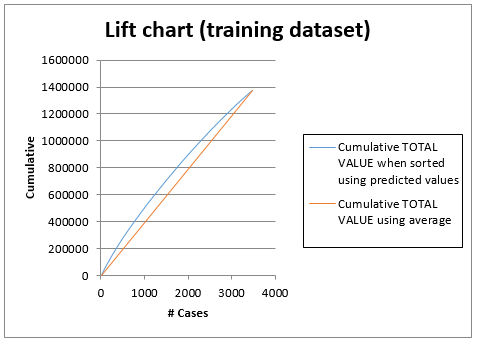 Lift chart (training dataset)
1600000
1400000
1200000
1000000
800000
600000
400000
200000
0
Cumulative
0 1000 2000 3000 4000
# Cases
Cumulative TOTAL
VALUE when sorted
using predicted values
Cumulative TOTAL
VALUE using average